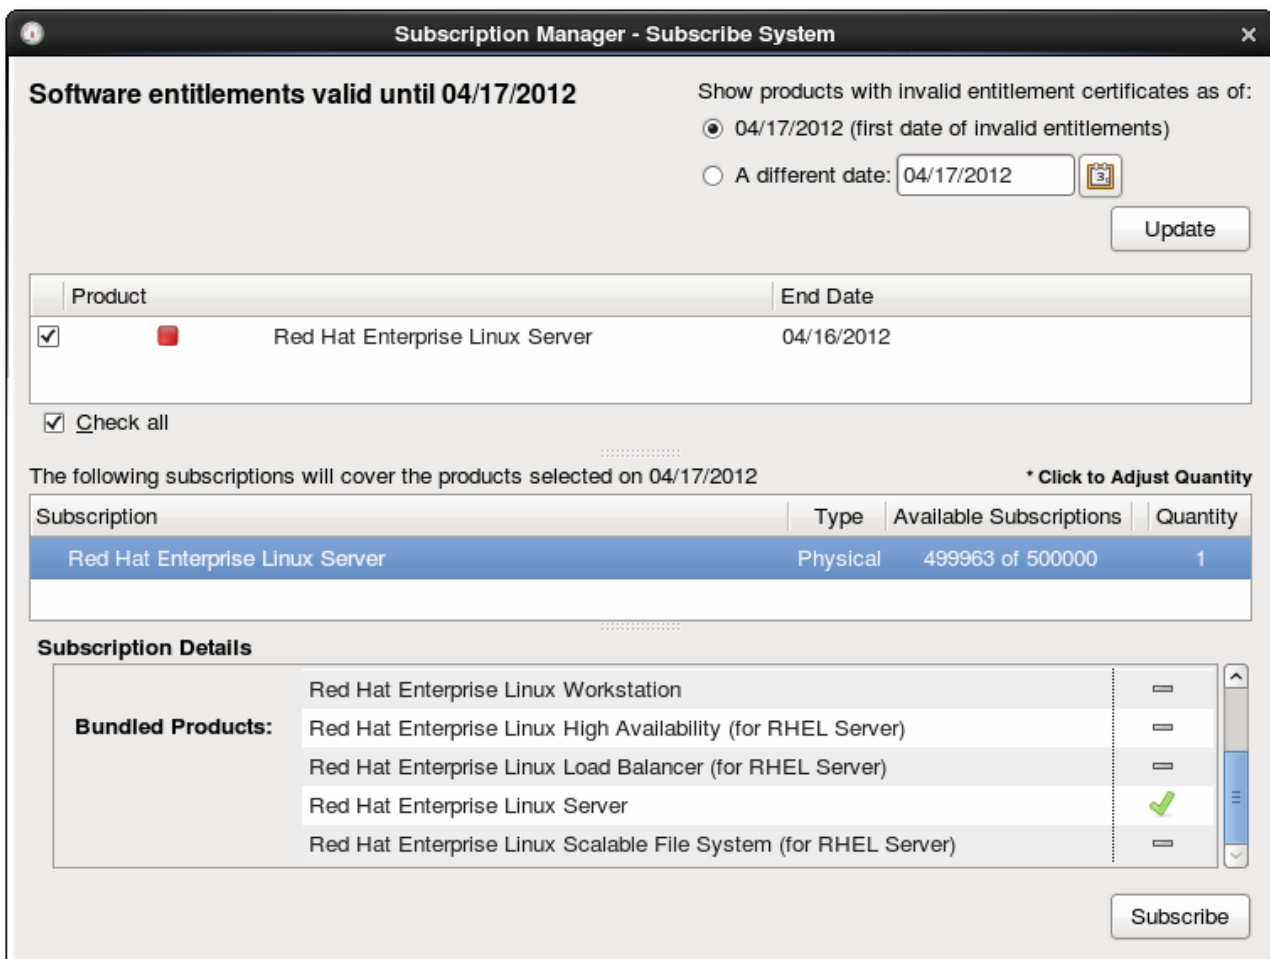 Subscription Manager - Subscribe System
Software entitlements valid until 04/17/2012
Show products with invalid entitlement certificates as of:
04/17/2012 (first date of invalid entitlements)
A different date: 04/17/2012
Update
Product End Date
Red Hat Enterprise Linux Server 04/16/2012
Check all
The following subscriptions will cover the products selected on 04/17/2012 * Click to Adjust Quantity
Subscription Type Available Subscriptions Quantity
Red Hat Enterprise Linux Server Physical 499963 of 500000 1
Subscription Details
Red Hat Enterprise Linux Workstation
Bundled Products: Red Hat Enterprise Linux High Availability (for RHEL Server)
Red Hat Enterprise Linux Load Balancer (for RHEL Server)
Red Hat Enterprise Linux Server
Red Hat Enterprise Linux Scalable File System (for RHEL Server)
Subscribe